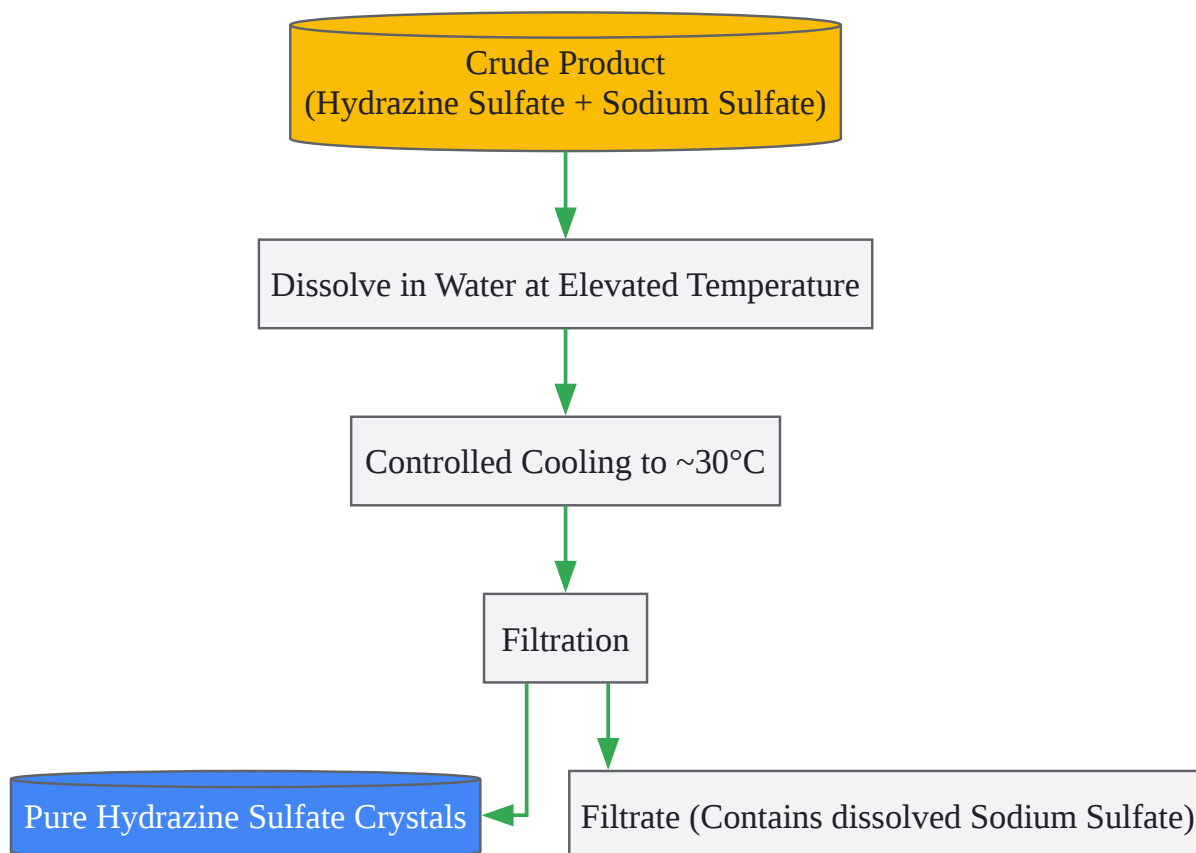 Crude Product
(Hydrazine Sulfate + Sodium Sulfate)
Dissolve in Water at Elevated Temperature
Controlled Cooling to ~30°C
Filtration
Pure Hydrazine Sulfate Crystals
Filtrate (Contains dissolved Sodium Sulfate)